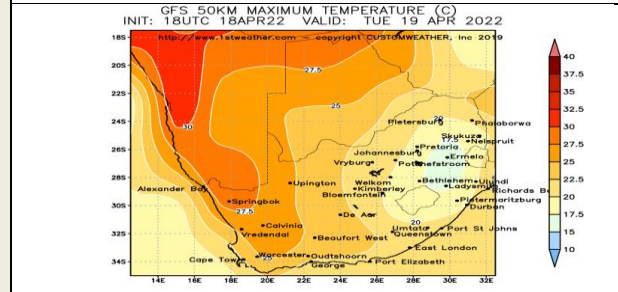 GFS 50KM MAXIMUM TEMPERATURE (C)
INIT: 18UTC 18APR22 VALID: TUE 19 APR 2022
http://www.1stweather.com copyright CUSTOMWEATHER, Inc 2019
18S
20S
22S
24S
26S
28S
30S
32S
34S
14E 16E 18E 20E 22E 24E 26E 28E 30E 32E
27.5
25
30
20
17.5
27.5
25
20
Pietersburg
Phalaborwa
Skukuza
Nelspruit
Pretoria
Johannesburg
Ermelo
Vryburg
Potchefstroom
Alexander Bay
Upington
Welkom
Kimberley
Bloemfontein
Bethlehem
Ulundi
Ladysmith
Richards Ba
Springbok
Pietermaritzburg
Durban
De Aar
Calvinia
Vredendal
Beaufort West
Umtata
Queenstown
Port St Johns
East London
Cape Town
Worcester
Oudtshoorn
George
Port Elizabeth
40
37.5
35
32.5
30
27.5
25
22.5
20
17.5
15
10